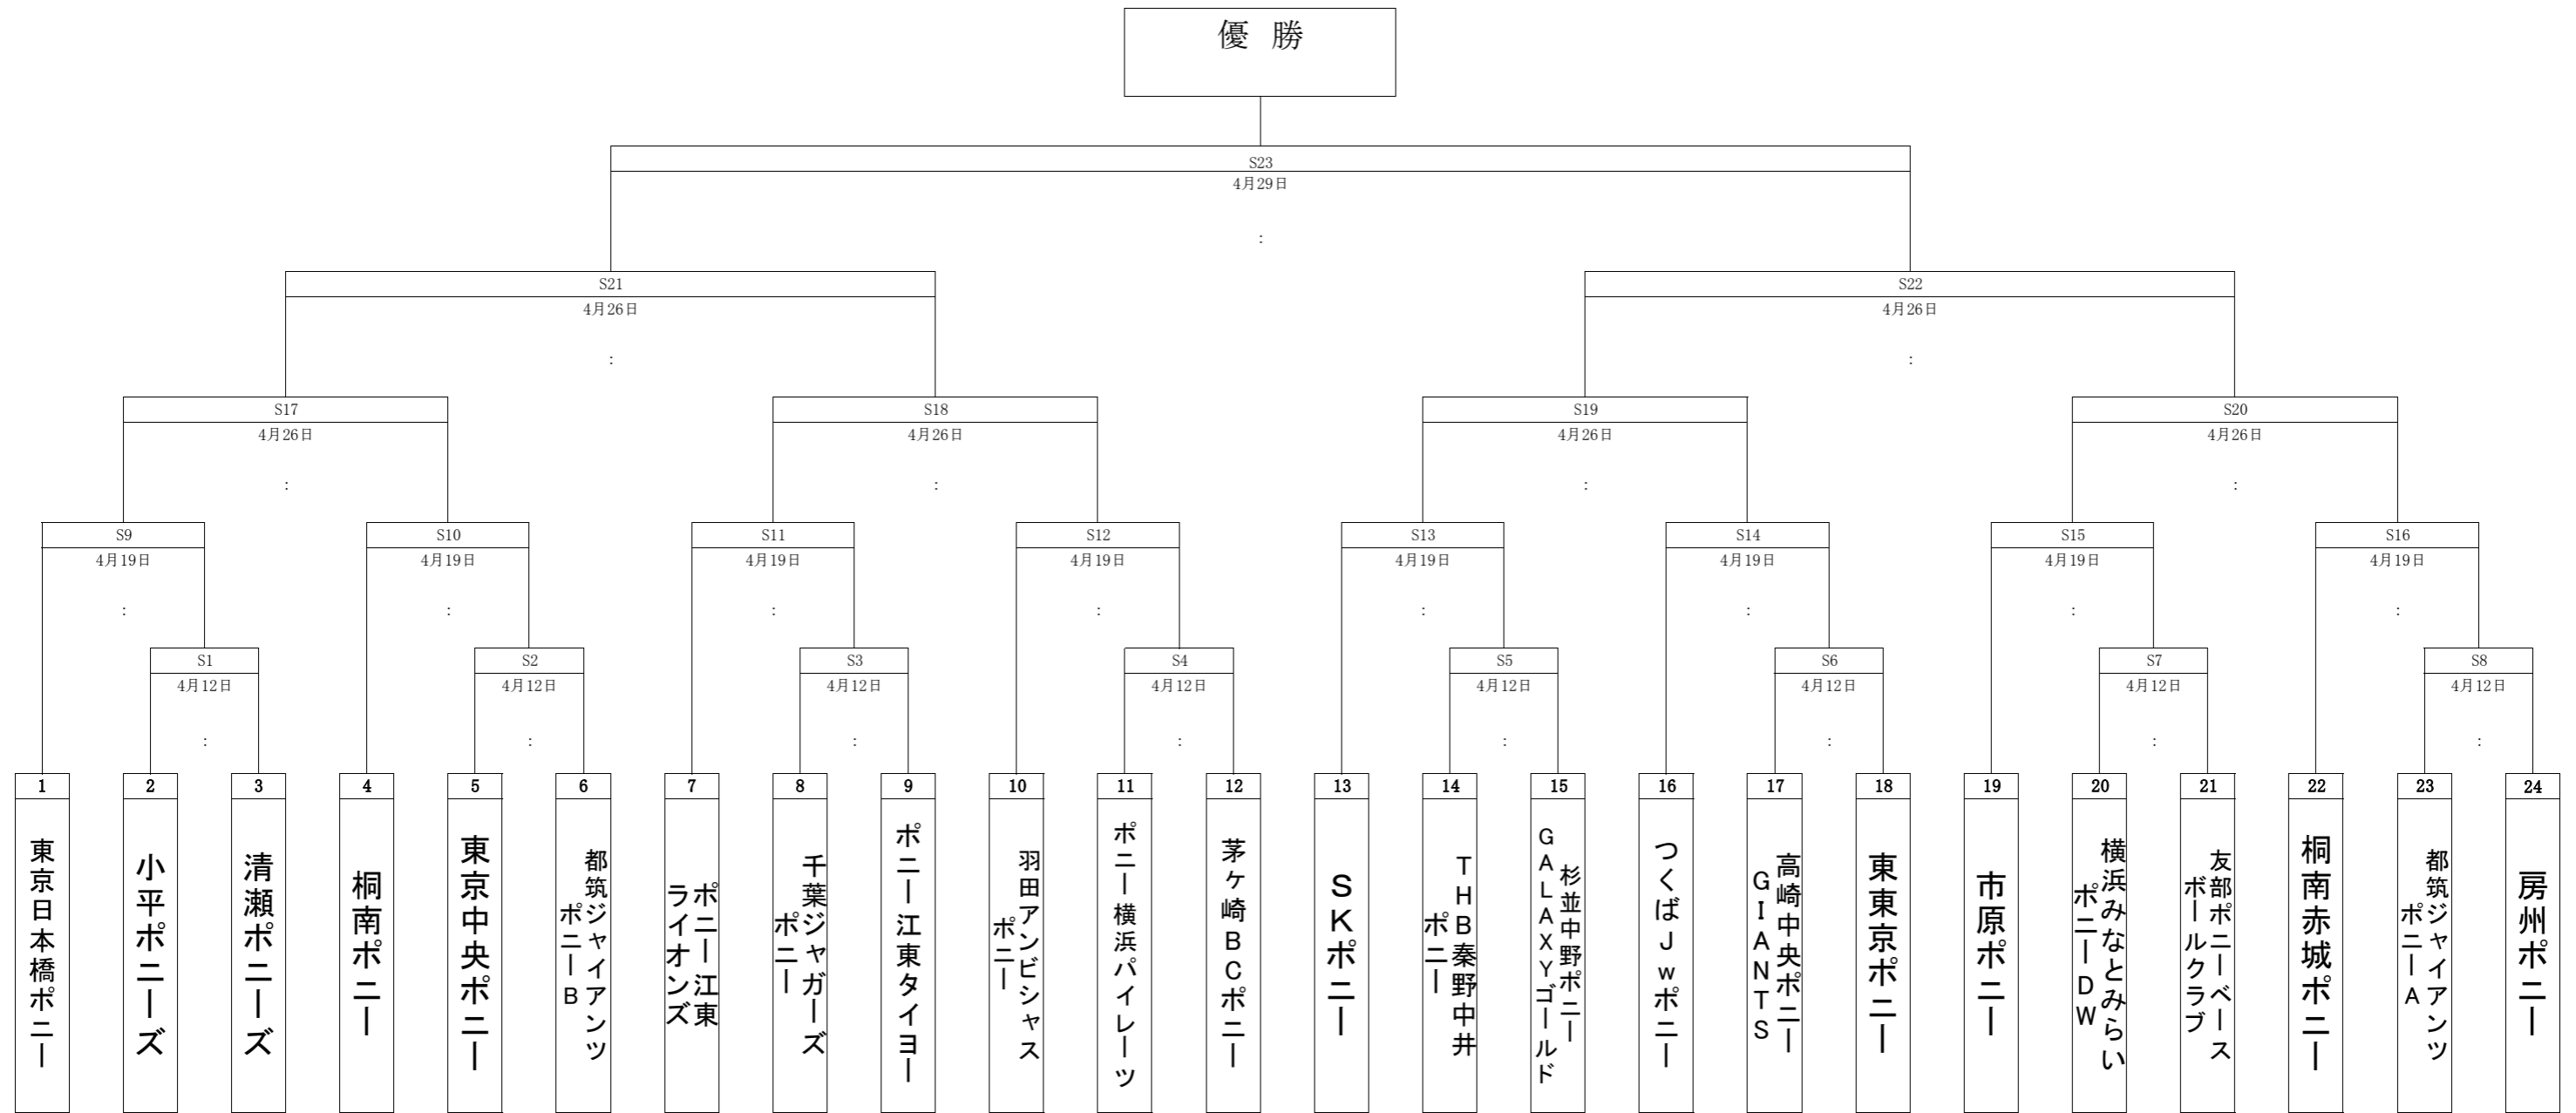 優 勝
S23
4月29日
:
S21
S22
4月26日
4月26日
:
:
S17
S18
S19
S20
4月26日
4月26日
4月26日
4月26日
:
:
:
:
S9
S10
S11
S12
S13
S14
S15
S16
4月19日
4月19日
4月19日
4月19日
4月19日
4月19日
4月19日
4月19日
:
:
:
:
:
:
:
:
S1
S2
S3
S4
S5
S6
S7
S8
4月12日
4月12日
4月12日
4月12日
4月12日
4月12日
4月12日
4月12日
:
:
:
:
:
:
:
:
1
東京日本橋ポニー
2
小平ポニーズ
3
清瀬ポニーズ
4
桐南ポニー
5
東京中央ポニー
6
都筑ジャイアンツ
ポニーB
7
ポニー江東
ライオンズ
8
千葉ジャガーズ
ポニー
9
ポニー江東タイヨー
10
羽田アンビシャス
ポニー
11
ポニー横浜パイレーツ
12
茅ヶ崎BCポニー
13
SKポニー
14
THB秦野中井
ポニー
15
杉並中野ポニー
GALAXYゴールド
16
つくばJwポニー
17
高崎中央ポニー
GIANTS
18
東東京ポニー
19
市原ポニー
20
横浜みなとみらい
ポニーDW
21
友部ポニーベース
ボールクラブ
22
桐南赤城ポニー
23
都筑ジャイアンツ
ポニーA
24
房州ポニー